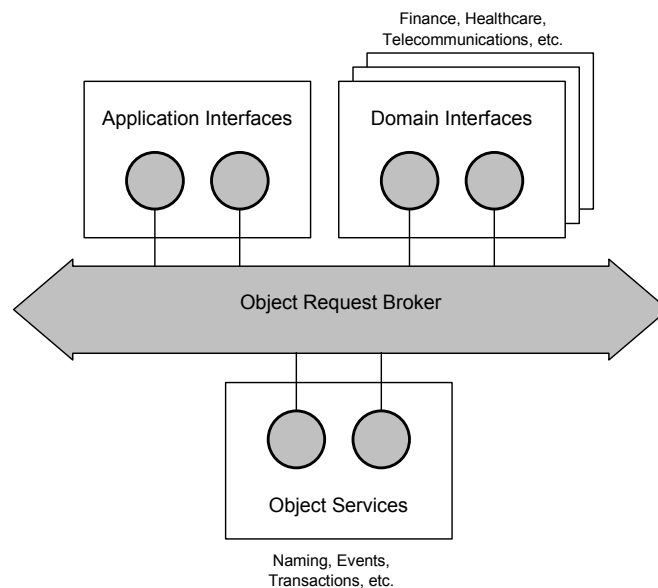 Finance, Healthcare,
Telecommunications, etc.
Application Interfaces
Domain Interfaces
Object Request Broker
Object Services
Naming, Events,
Transactions, etc.